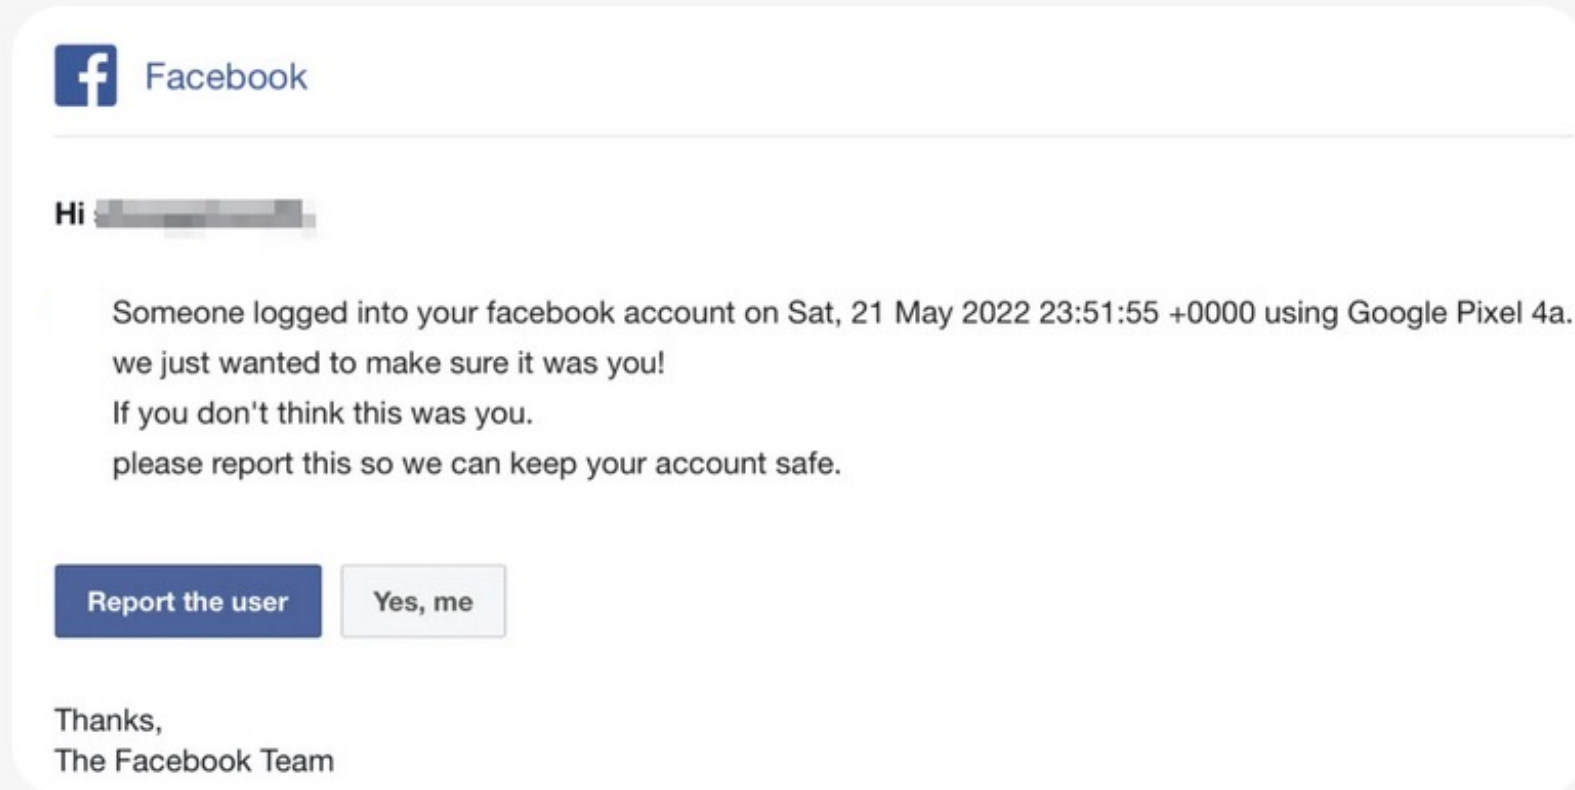 Facebook
Hi
Someone logged into your facebook account on Sat, 21 May 2022 23:51:55 +0000 using Google Pixel 4a.
we just wanted to make sure it was you!
If you don't think this was you.
please report this so we can keep your account safe.
Report the user Yes, me
Thanks,
The Facebook Team